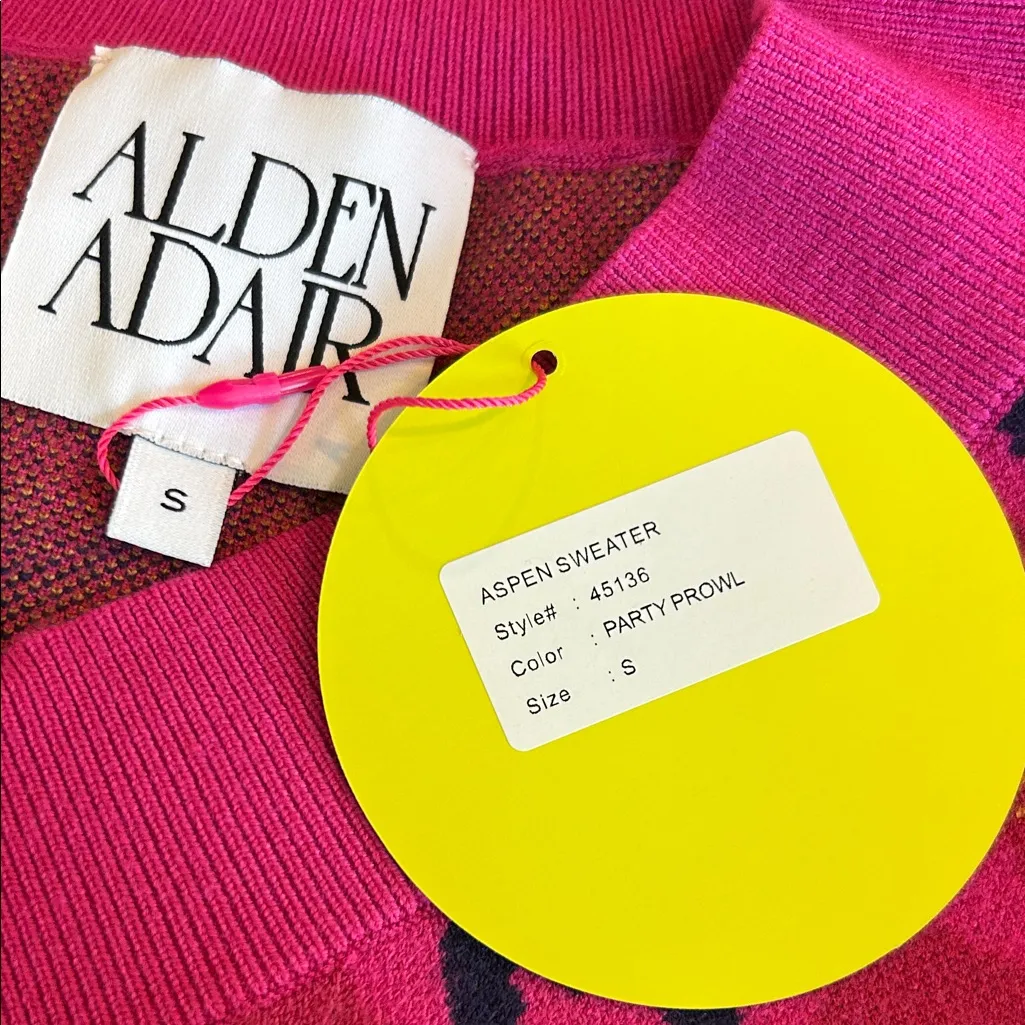 ALDEN
ADAIR
S
ASPEN SWEATER
Style# : 45136
Color : PARTY PROWL
Size : S